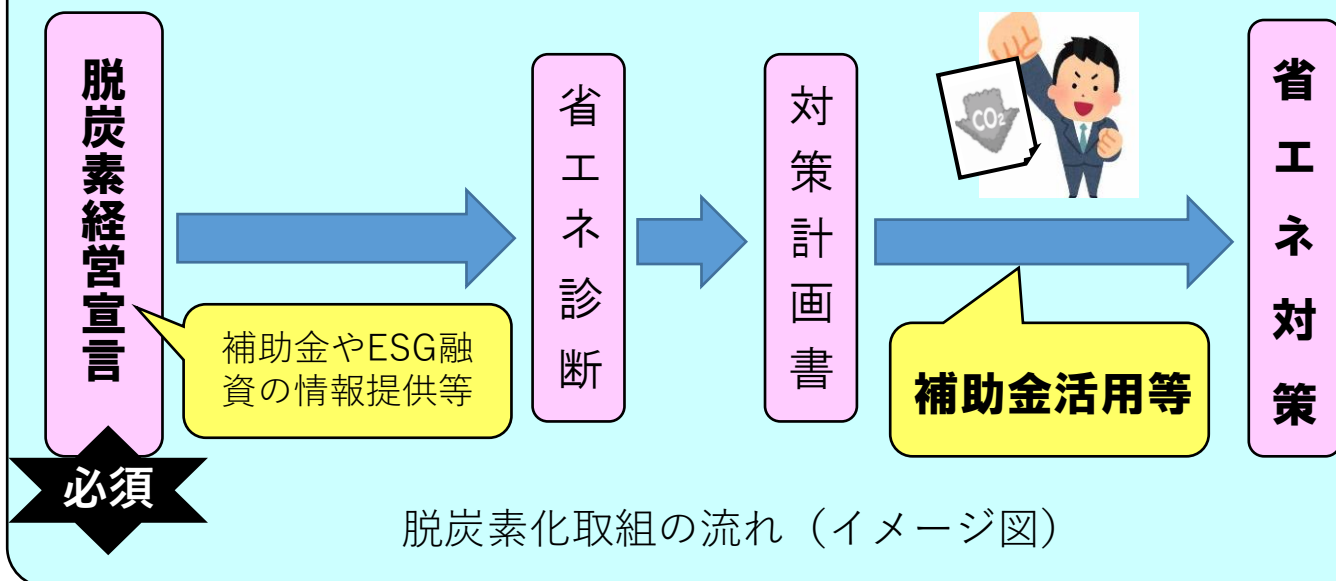 脱炭素経営宣言
必須
補助金やESG融
資の情報提供等
省エネ診断
対策計画書
CO2
補助金活用等
省エネ対策
脱炭素化取組の流れ（イメージ図）